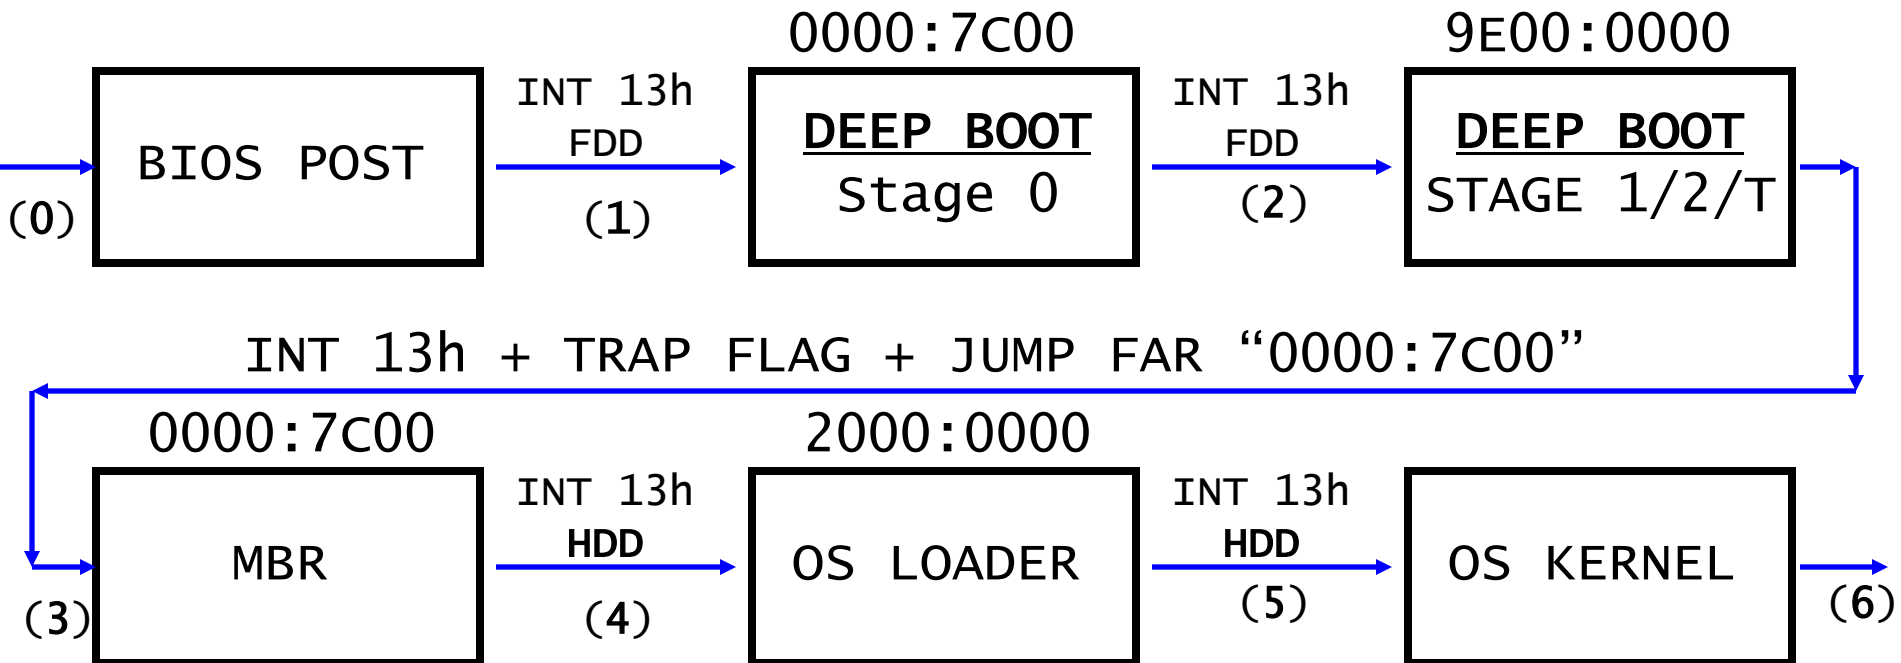 0000:7C00
9E00:0000
BIOS POST
INT 13h
FDD
DEEP BOOT
Stage 0
INT 13h
FDD
DEEP BOOT
STAGE 1/2/T
(0)
(1)
(2)
INT 13h + TRAP FLAG + JUMP FAR “0000:7C00”
0000:7C00
2000:0000
MBR
INT 13h
HDD
OS LOADER
INT 13h
HDD
OS KERNEL
(3)
(4)
(5)
(6)